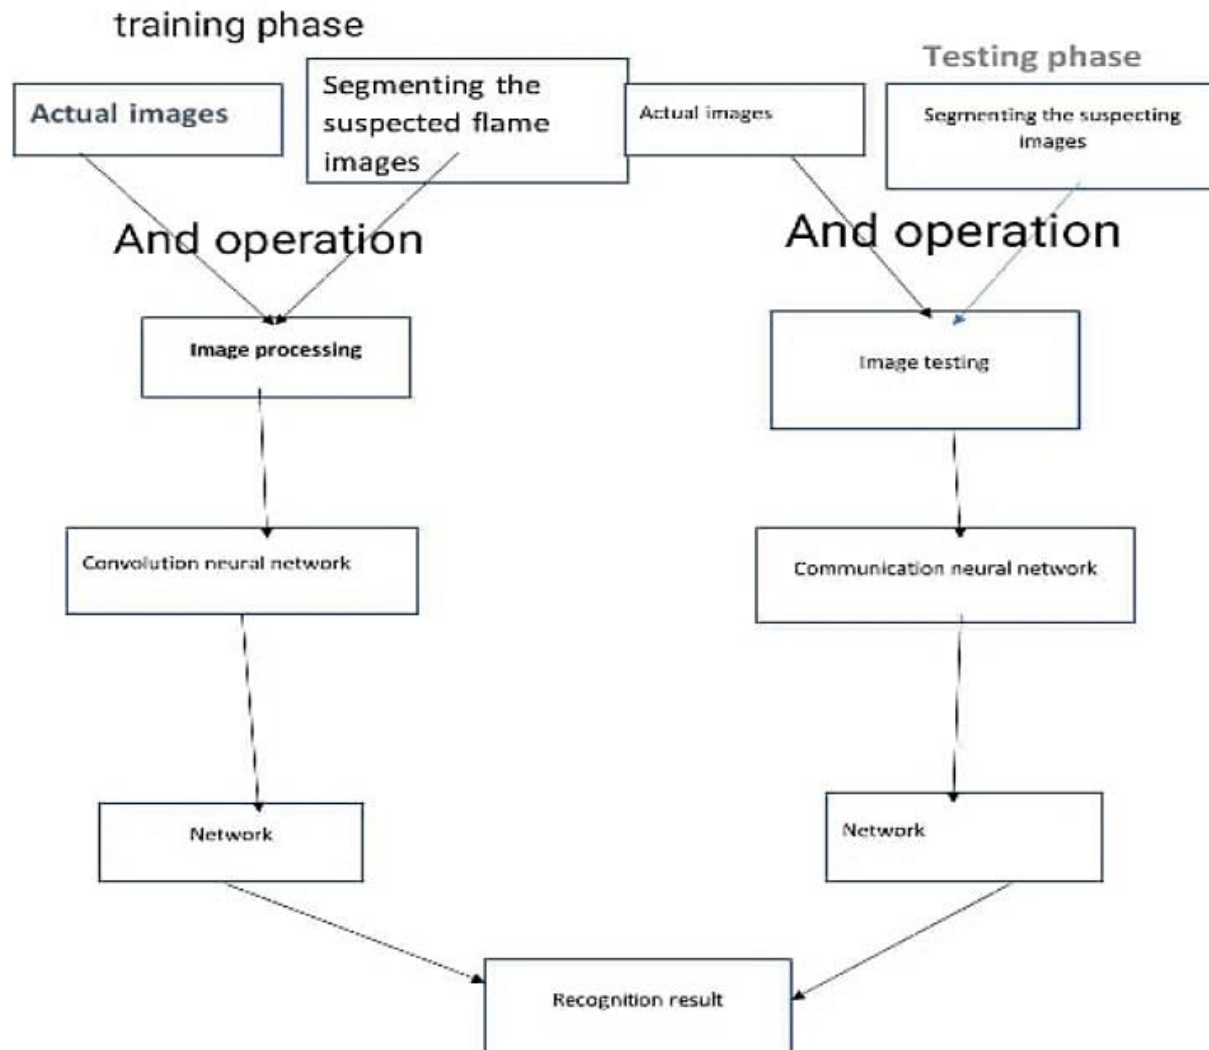 training phase
Testing phase
Actual images
Segmenting the
suspected flame
images
Actual images
Segmenting the suspecting
images
And operation
And operation
Image processing
Image testing
Convolution neural network
Communication neural network
Network
Network
Recognition result